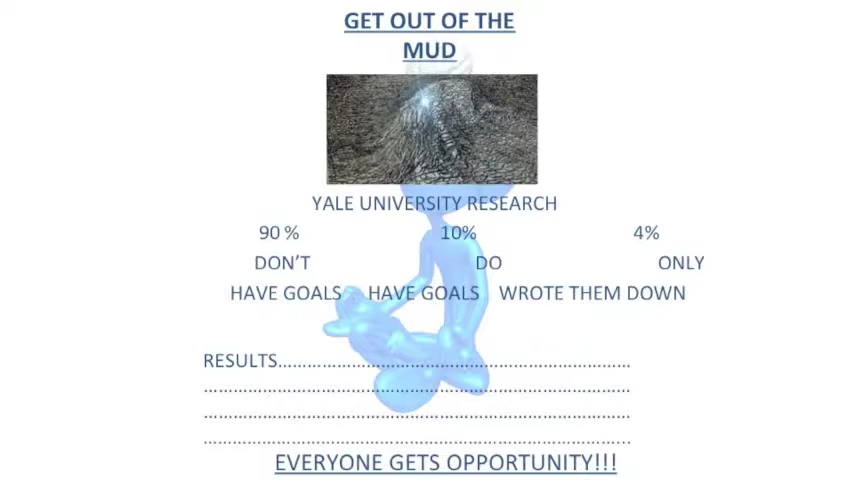 GET OUT OF THE
MUD
YALE UNIVERSITY RESEARCH
90 % 10% 4%
DON'T DO ONLY
HAVE GOALS HAVE GOALS WROTE THEM DOWN
RESULTS………………………………………………………
…………………………………………………………………
…………………………………………………………………
…………………………………………………………………..
EVERYONE GETS OPPORTUNITY!!!